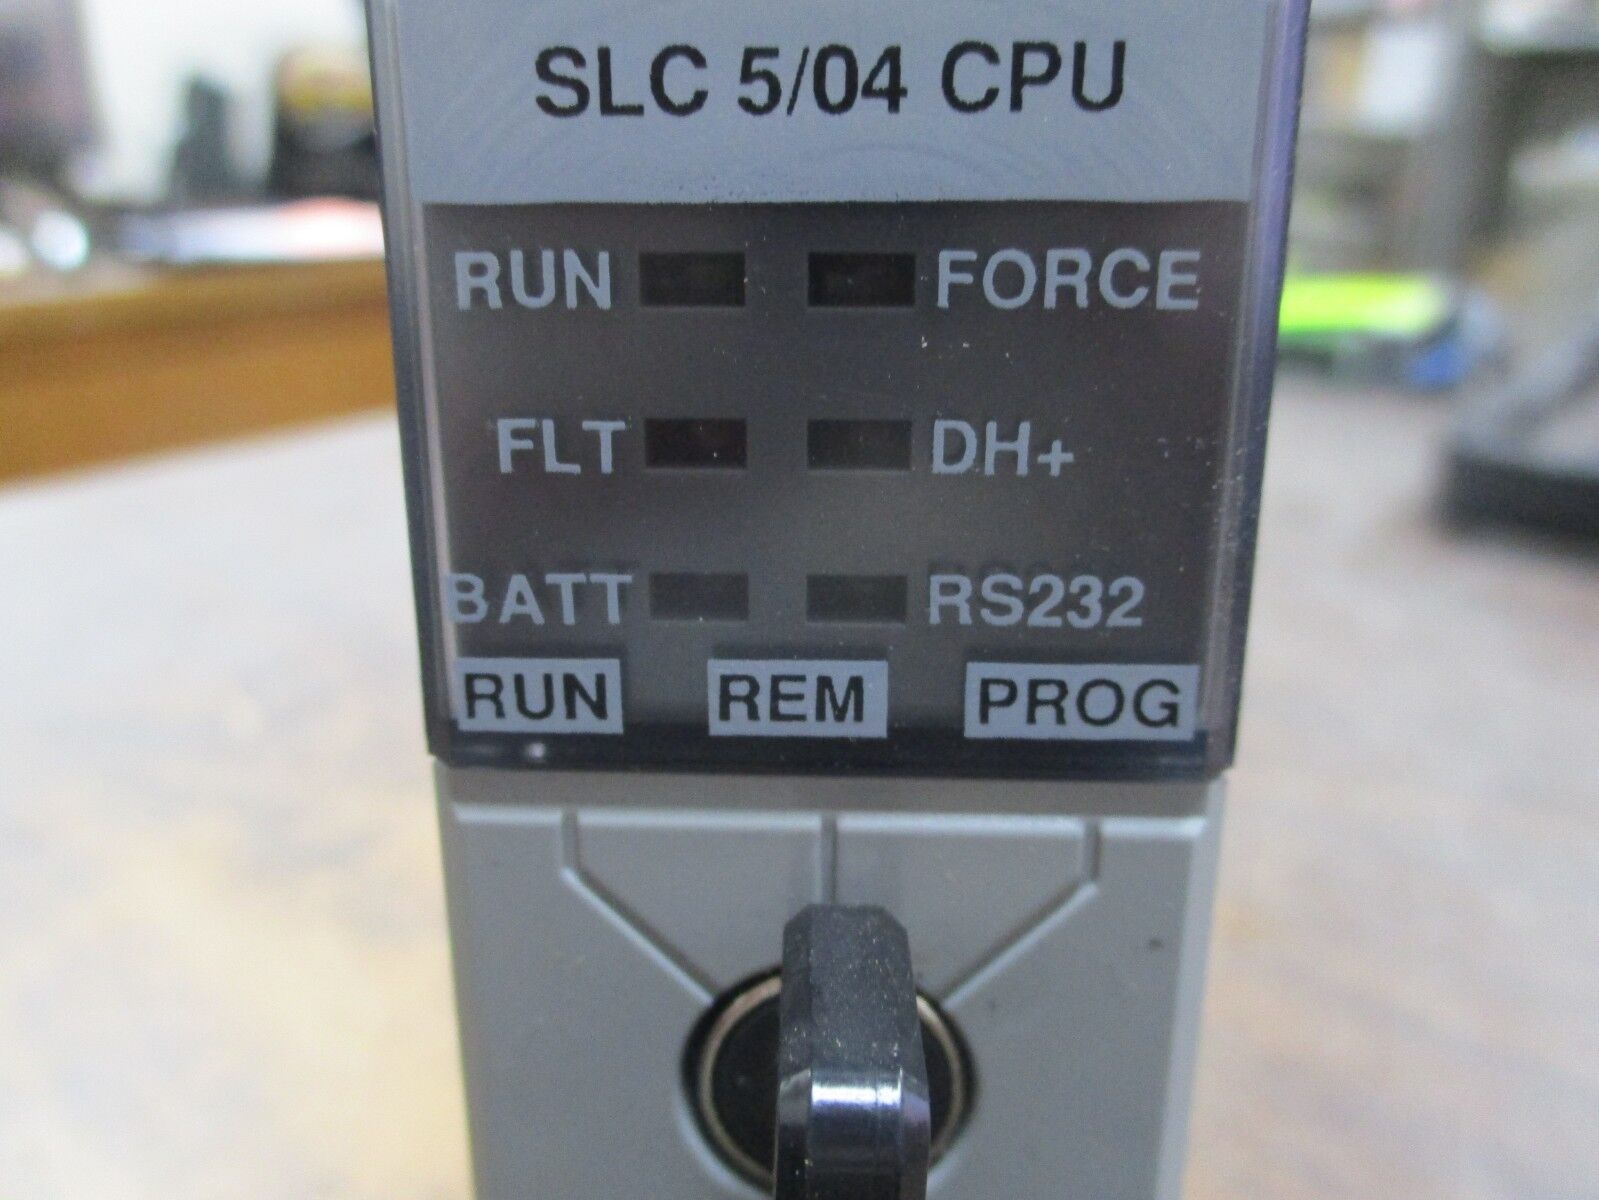 SLC 5/04 CPU
RUN FORCE
FLT DH+
BATT RS232
RUN REM PROG